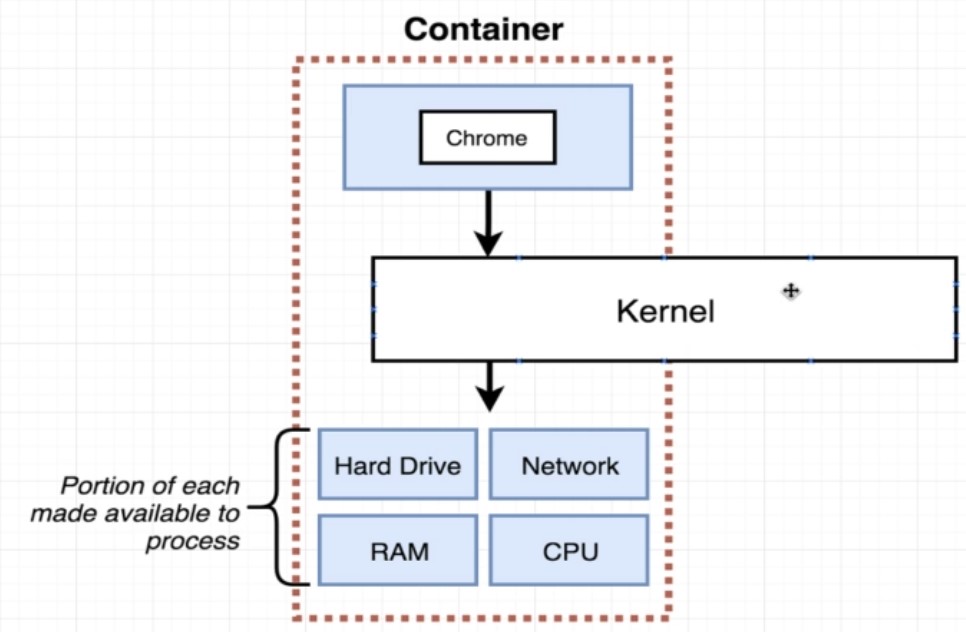 Container
Chrome
Kernel
Hard Drive
Network
Portion of each
made available to
process
RAM
CPU